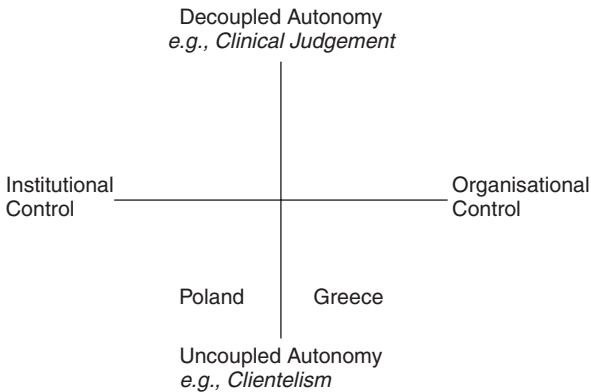 Decoupled Autonomy
e.g., Clinical Judgement
Institutional
Control
Organisational
Control
Poland
Greece
Uncoupled Autonomy
e.g., Clientelism